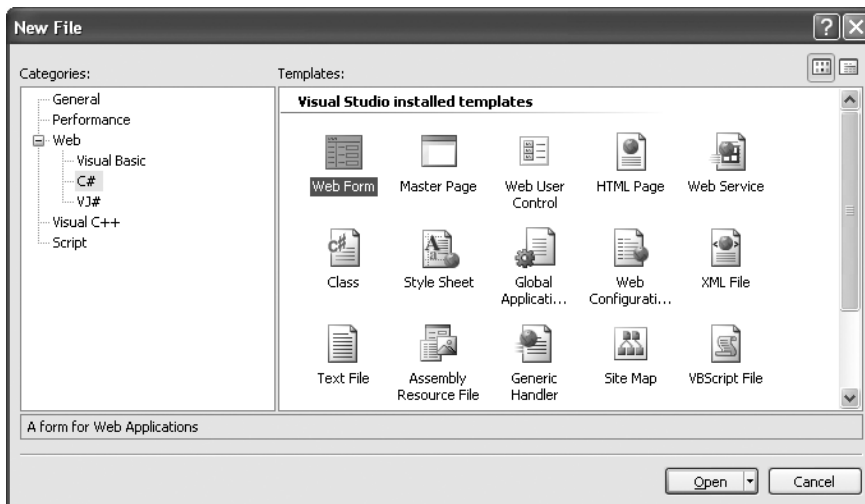 New File
Categories:
Templates:
General
Performance
Web
Visual Basic
C#
VJ#
Visual C++
Script
Visual Studio installed templates
Web Form
Master Page
Web User
Control
HTML Page
Web Service
Class
Style Sheet
Global
Applicati...
Web
Configurati...
XML File
Text File
Assembly
Resource File
Generic
Handler
Site Map
VBScript File
A form for Web Applications
Open
Cancel